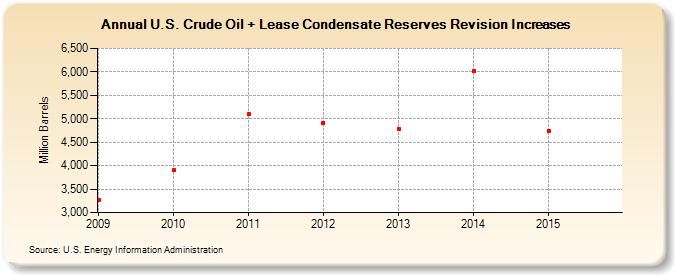 Annual U.S. Crude Oil + Lease Condensate Reserves Revision Increases
Million Barrels
6,500
6,000
5,500
5,000
4,500
4,000
3,500
3,000
2009 2010 2011 2012 2013 2014 2015
Source: U.S. Energy Information Administration